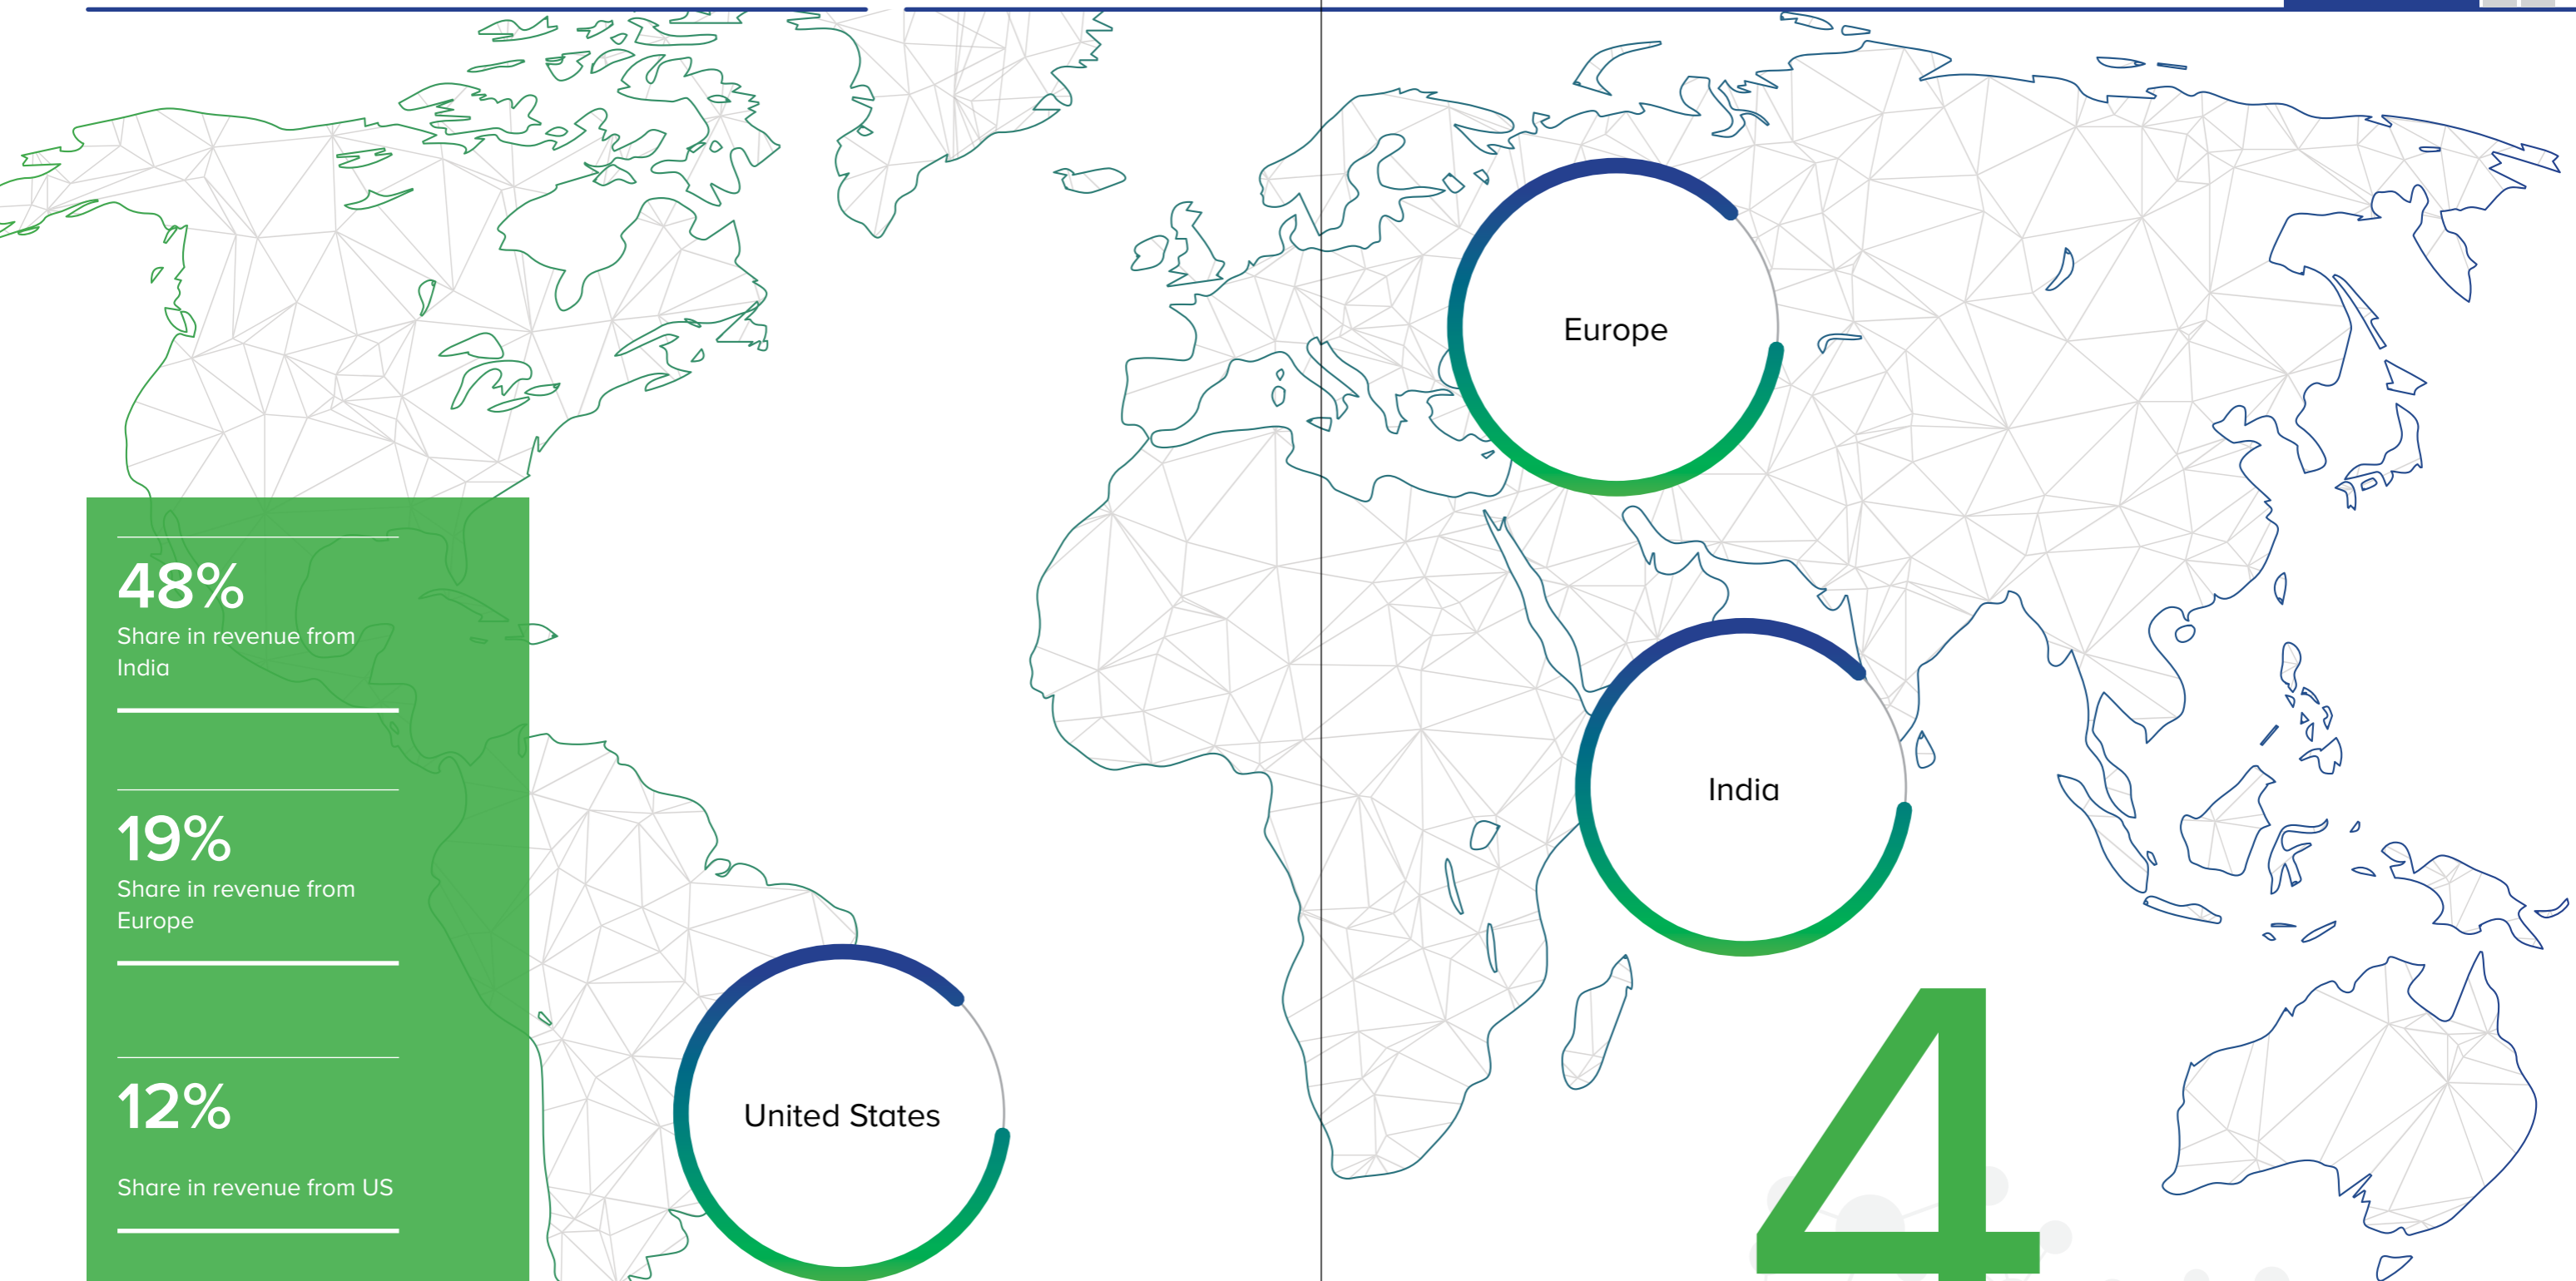 48%
Share in revenue from
India
19%
Share in revenue from
Europe
12%
Share in revenue from US
Europe
India
United States
4